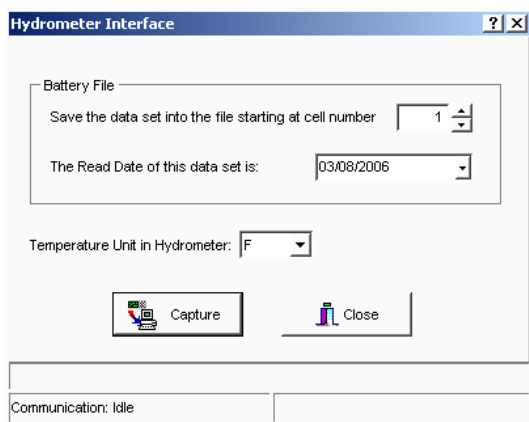 Hydrometer Interface
Battery File
Save the data set into the file starting at cell number 1
The Read Date of this data set is: 03/08/2006
Temperature Unit in Hydrometer: F
Capture Close
Communication: Idle